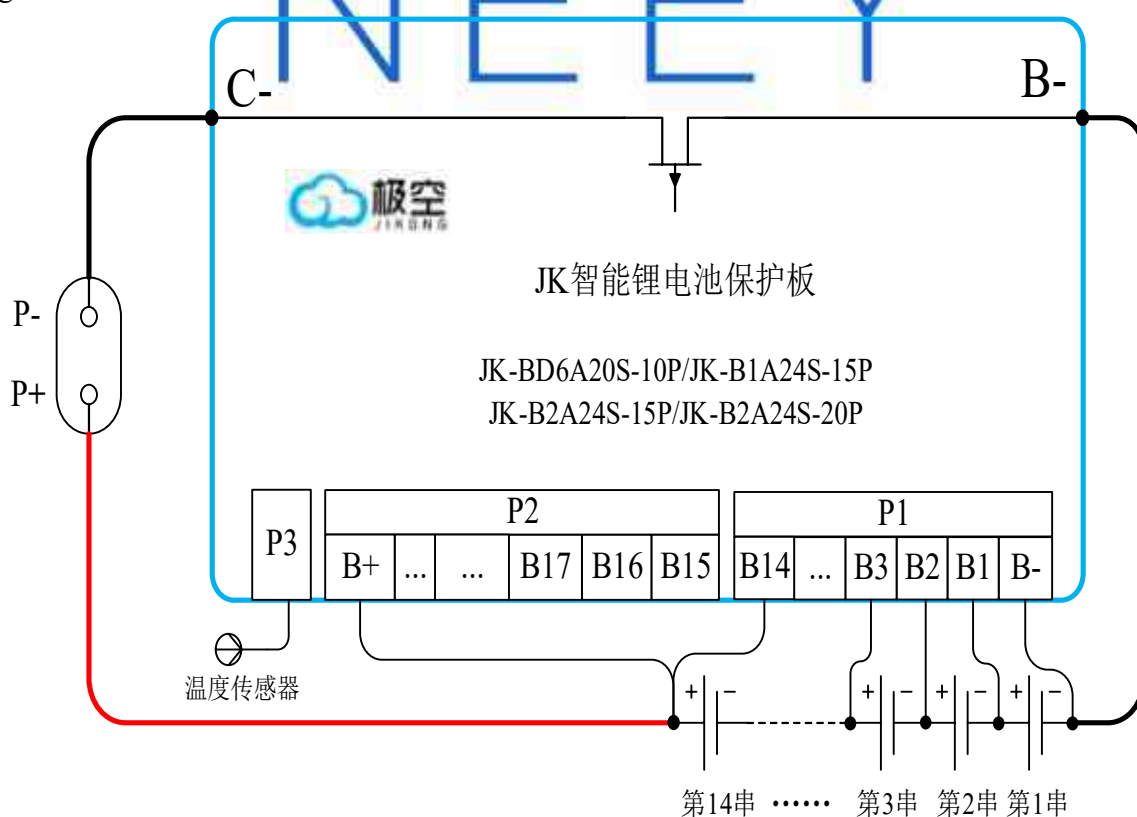 NEEY
C-
B-
极空
JIKONG
JK智能锂电池保护板
P-
P+
JK-BD6A20S-10P/JK-B1A24S-15P
JK-B2A24S-15P/JK-B2A24S-20P
P3
P2
P1
B+ ... ... B17 B16 B15
B14 ... B3 B2 B1 B-
温度传感器
+ - + - + - + -
第14串 ······ 第3串 第2串 第1串